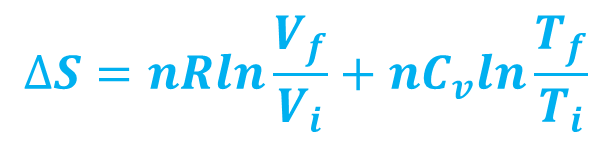 ΔS = nRln V_f/V_i + nC_v ln T_f/T_i